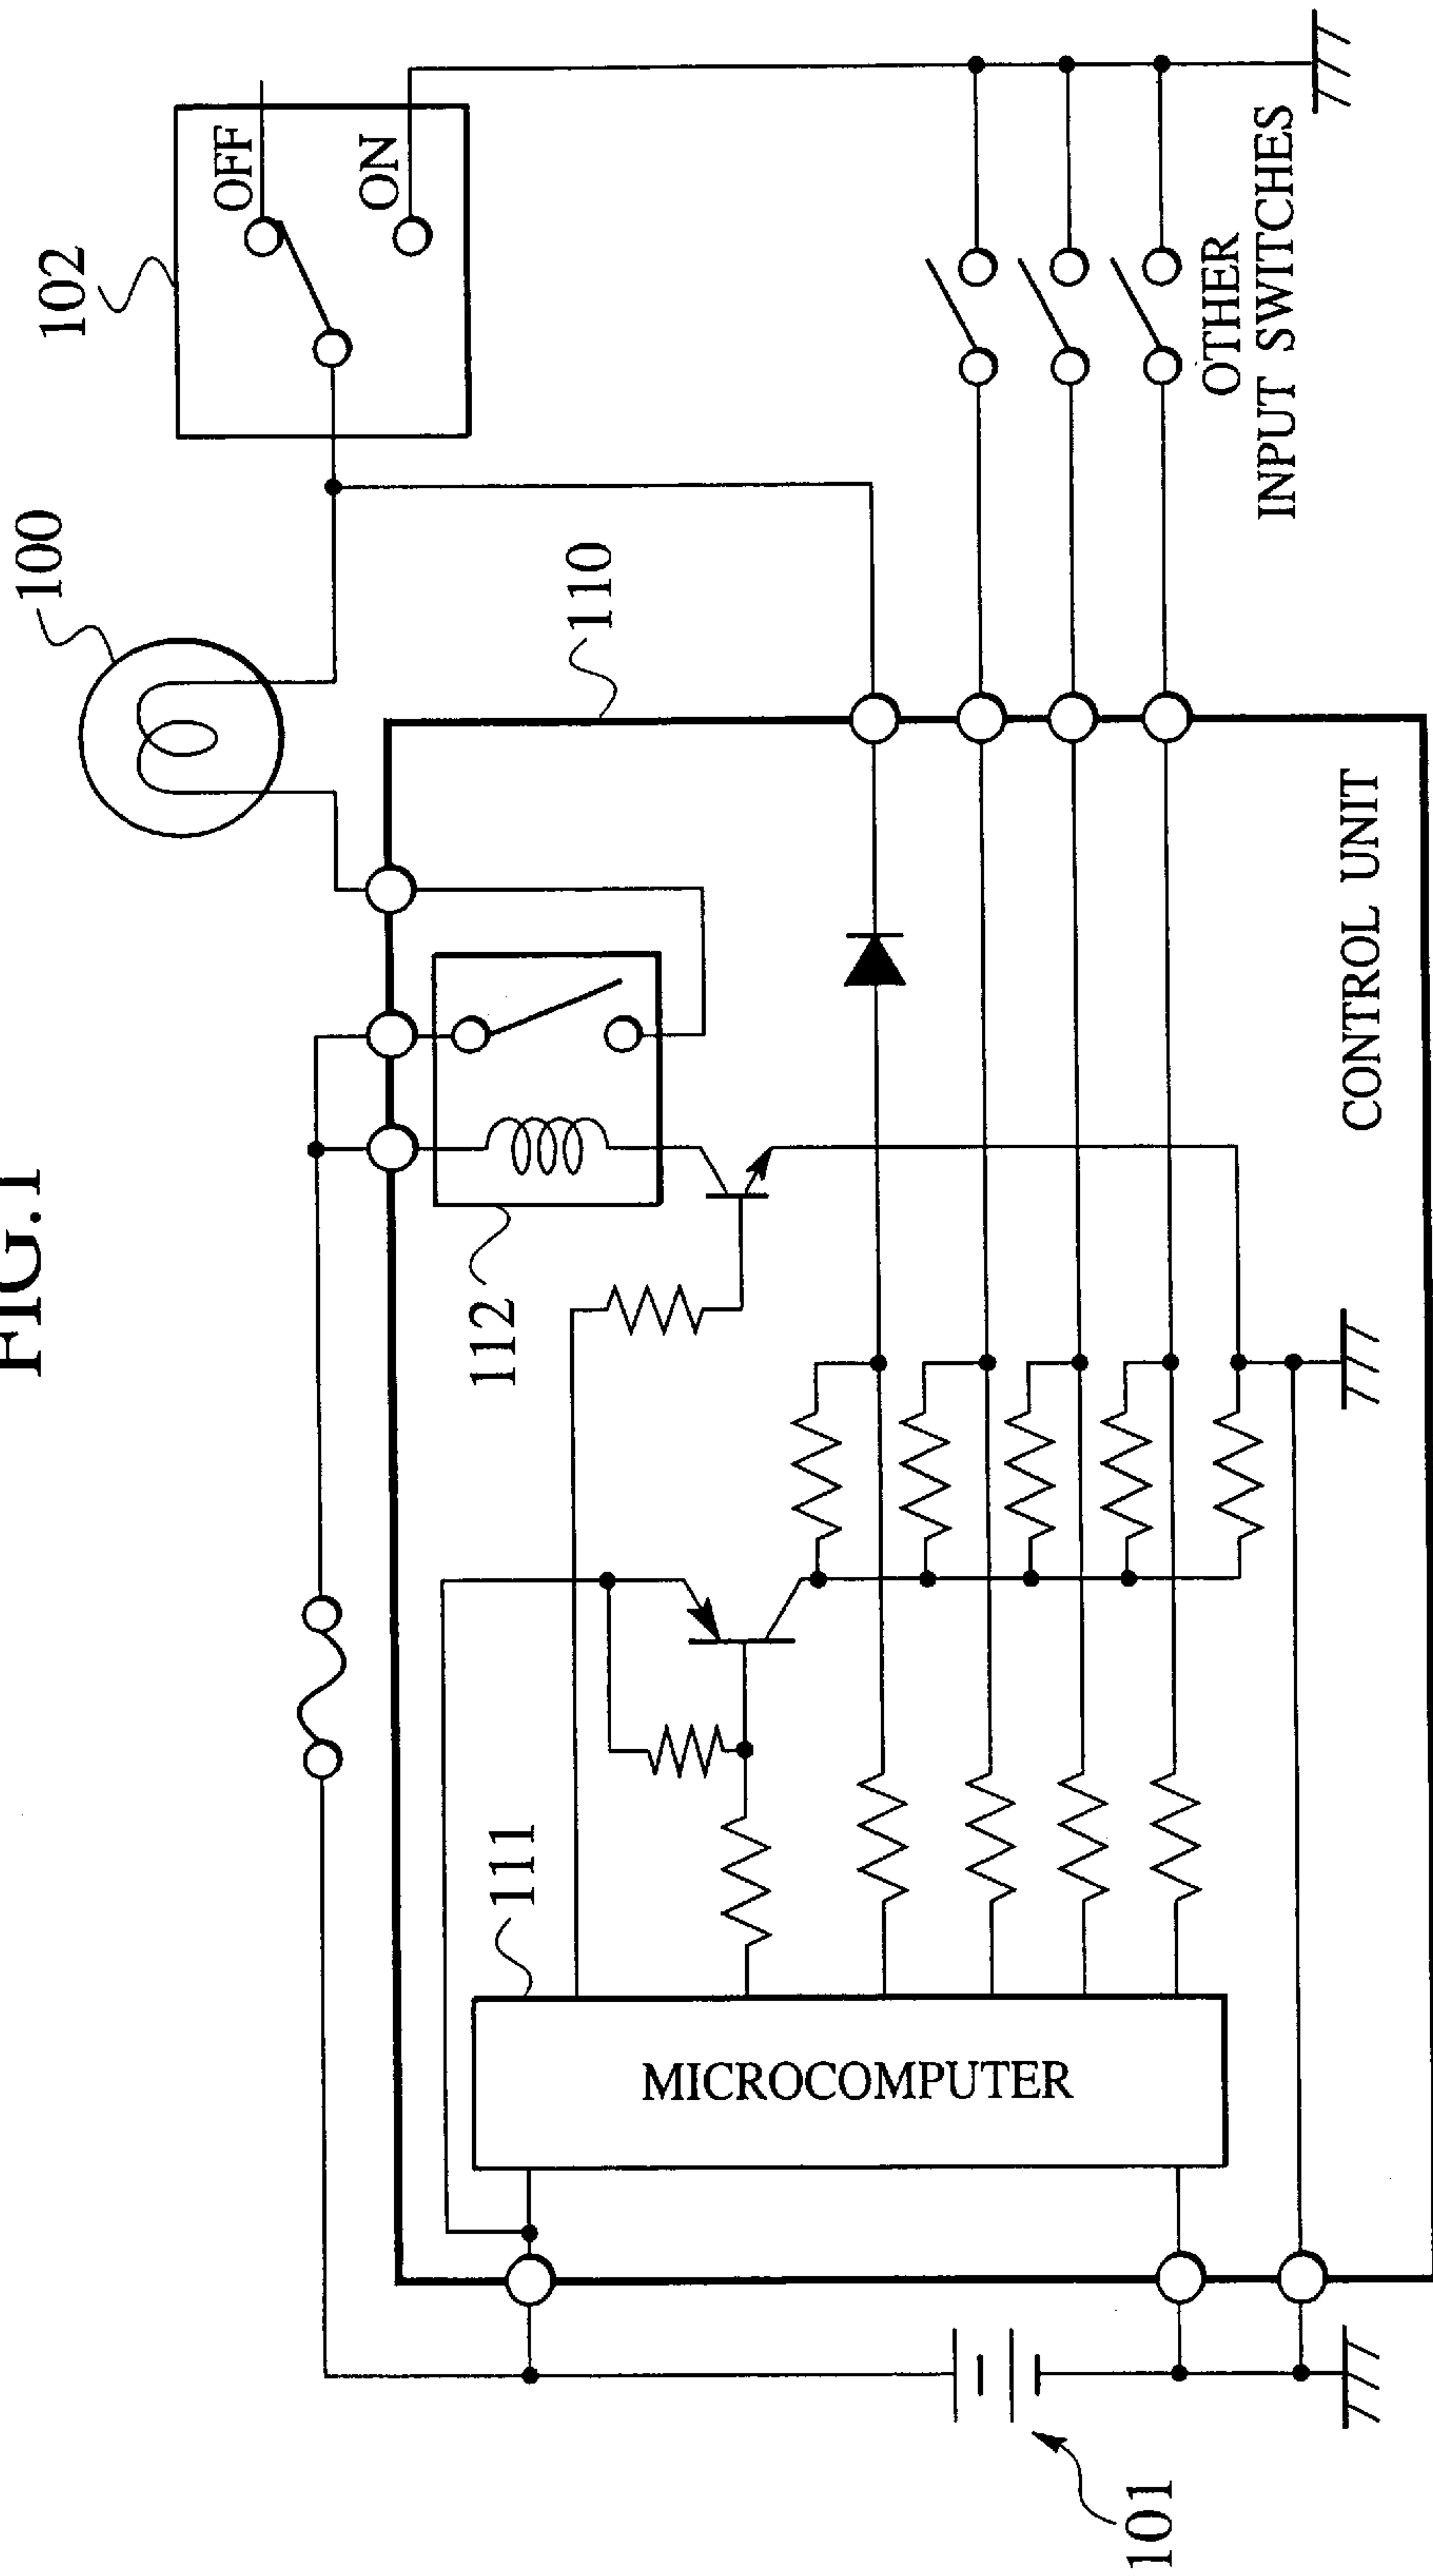 FIG.1
100
102
OFF
ON
110
112
111
MICROCOMPUTER
101
OTHER
INPUT SWITCHES
CONTROL UNIT